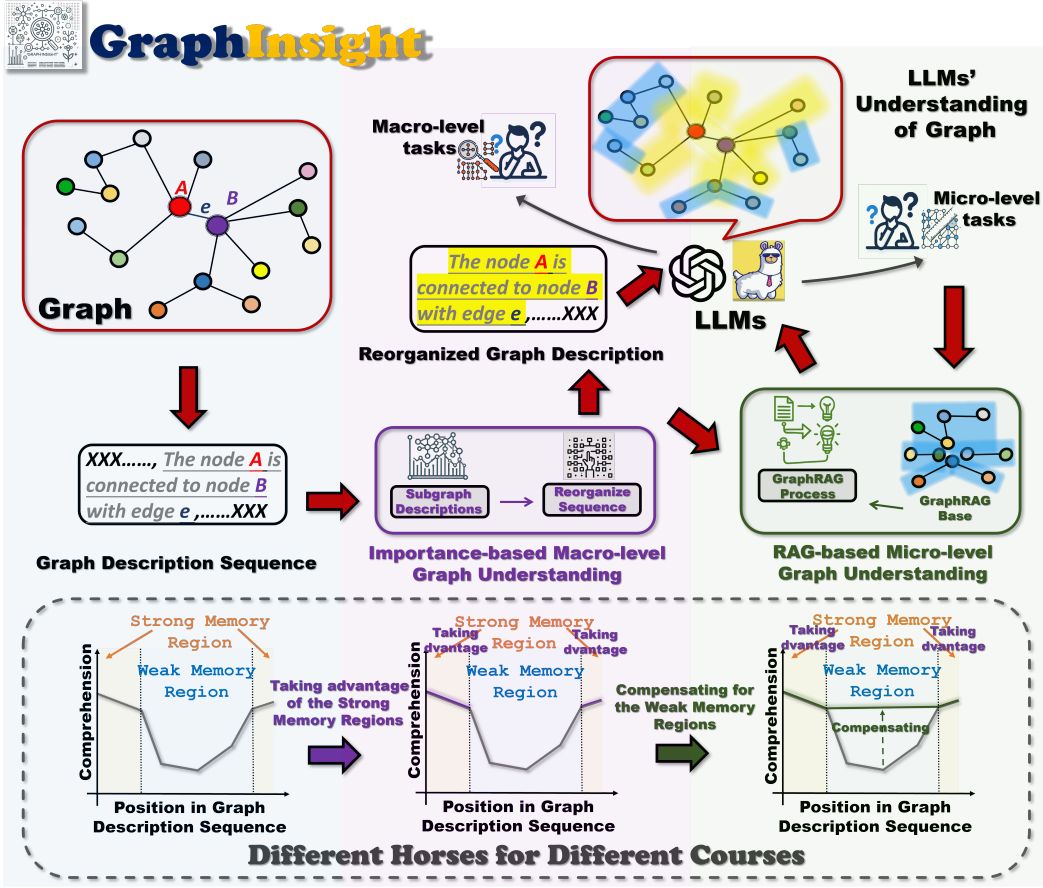 GraphInsight
LLMs'
Understanding
of Graph
Macro-level
tasks
Micro-level
tasks
A
B
e
Graph
The node A is
connected to node B
with edge e ,......XXX
LLMs
Reorganized Graph Description
XXX......, The node A is
connected to node B
with edge e ,......XXX
Graph Description Sequence
Subgraph
Descriptions
Reorganize
Sequence
Importance-based Macro-level
Graph Understanding
GraphRAG
Process
GraphRAG
Base
RAG-based Micro-level
Graph Understanding
Strong Memory
Region
Weak Memory
Region
Comprehension
Position in Graph
Description Sequence
Taking advantage
of the Strong
Memory Regions
Strong Memory
Region
Taking
dvantage
Taking
dvantage
Weak Memory
Region
Comprehension
Position in Graph
Description Sequence
Compensating for
the Weak Memory
Regions
Strong Memory
Region
Taking
dvantage
Taking
dvantage
Weak Memory
Region
Compensating
Comprehension
Position in Graph
Description Sequence
Different Horses for Different Courses